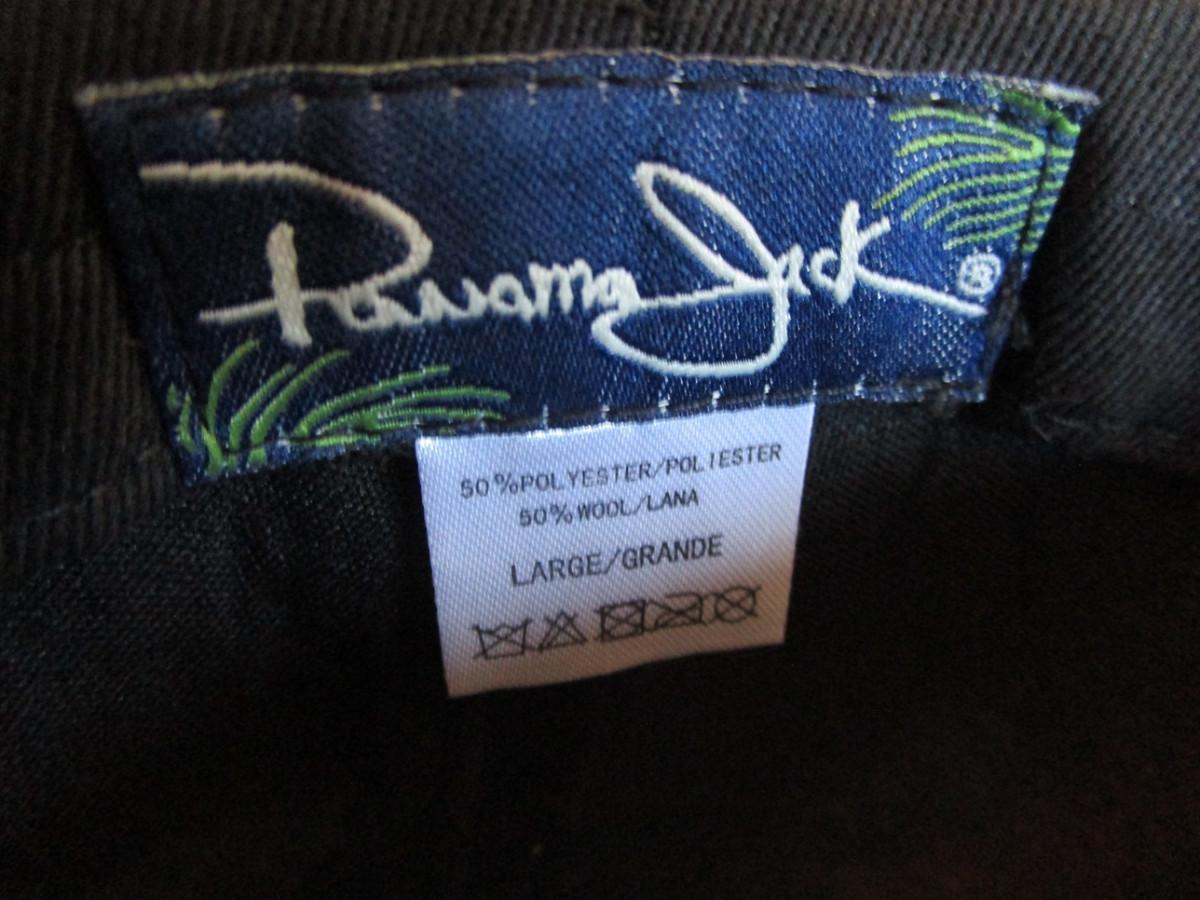 Panama Jack®
50%POLYESTER/POLIESTER
50%WOOL/LANA
LARGE/GRANDE